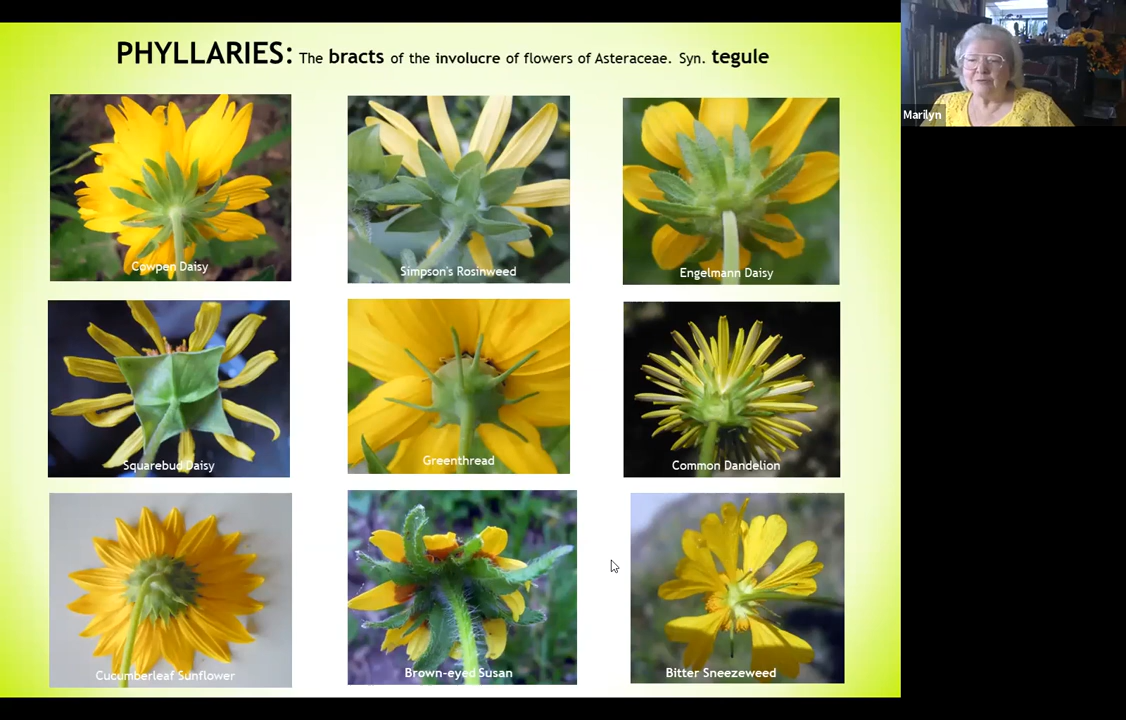 PHYLLARIES: The bracts of the involucre of flowers of Asteraceae. Syn. tegule
Marilyn
Cowpen Daisy
Simpson's Rosinweed
Engelmann Daisy
Squarebud Daisy
Greenthread
Common Dandelion
Cucumberleaf Sunflower
Brown-eyed Susan
Bitter Sneezeweed